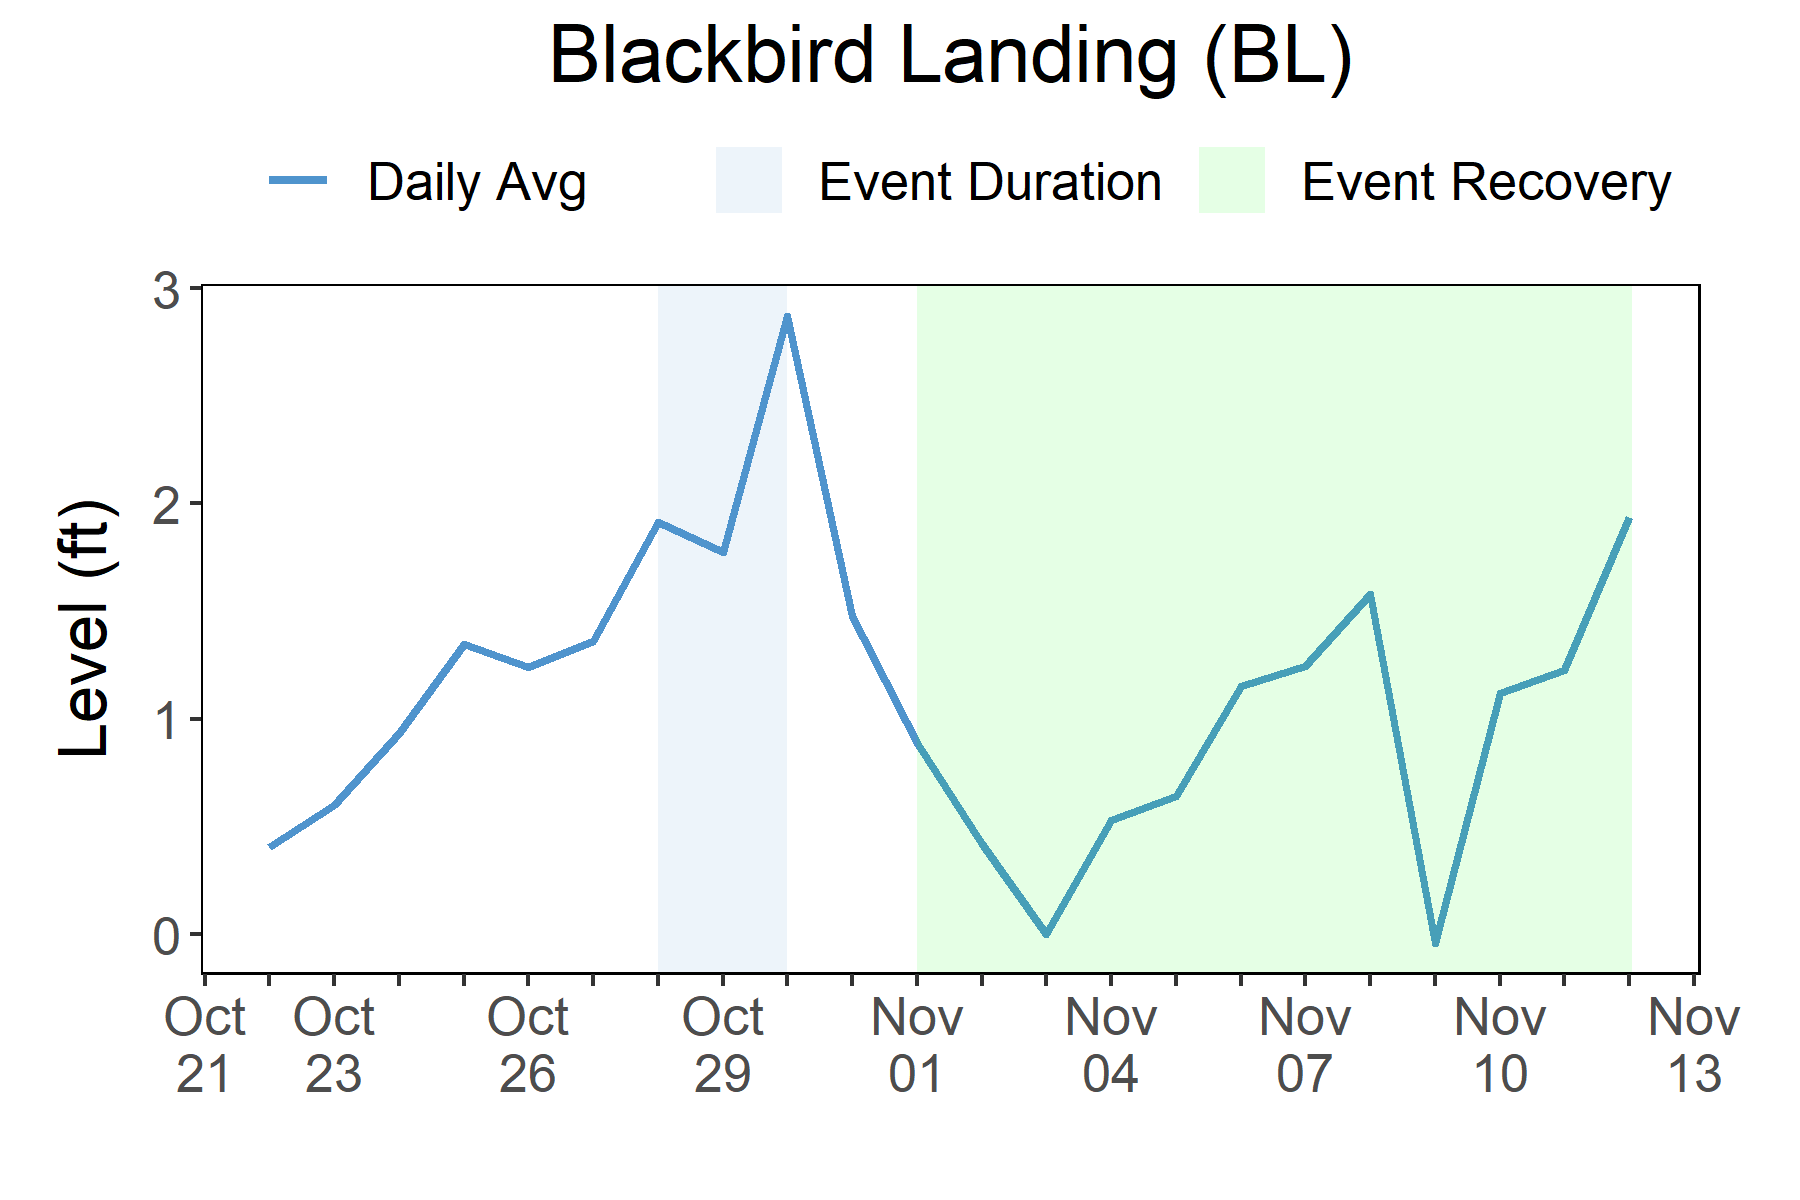 Blackbird Landing (BL)
Daily Avg Event Duration Event Recovery
Level (ft)
3
2
1
0
Oct Oct Oct Oct Nov Nov Nov Nov Nov
21 23 26 29 01 04 07 10 13